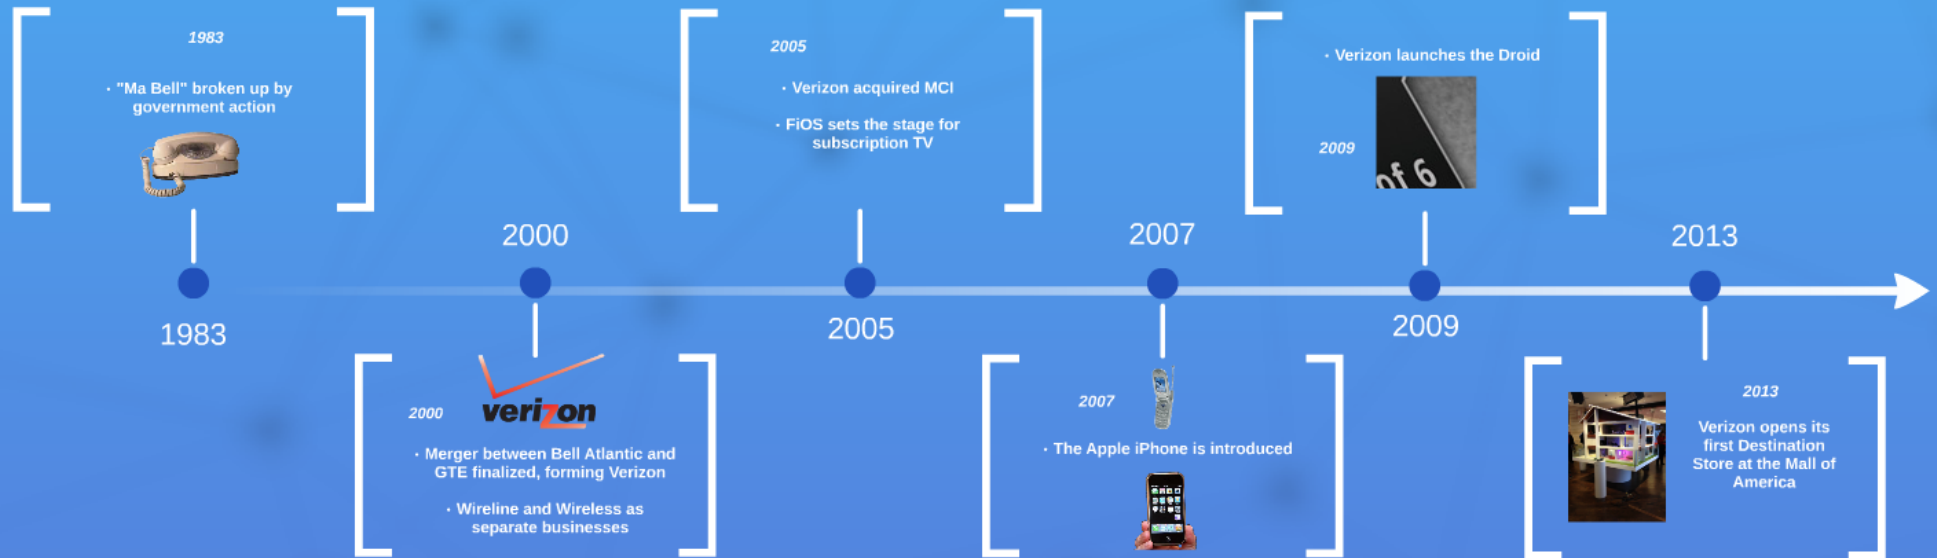 1983
· "Ma Bell" broken up by
government action
1983
2000
2000
verizon
· Merger between Bell Atlantic and
GTE finalized, forming Verizon
· Wireline and Wireless as
separate businesses
2005
· Verizon acquired MCI
· FiOS sets the stage for
subscription TV
2005
2007
2007
· The Apple iPhone is introduced
· Verizon launches the Droid
2009
of 6
2009
2013
2013
Verizon opens its
first Destination
Store at the Mall of
America